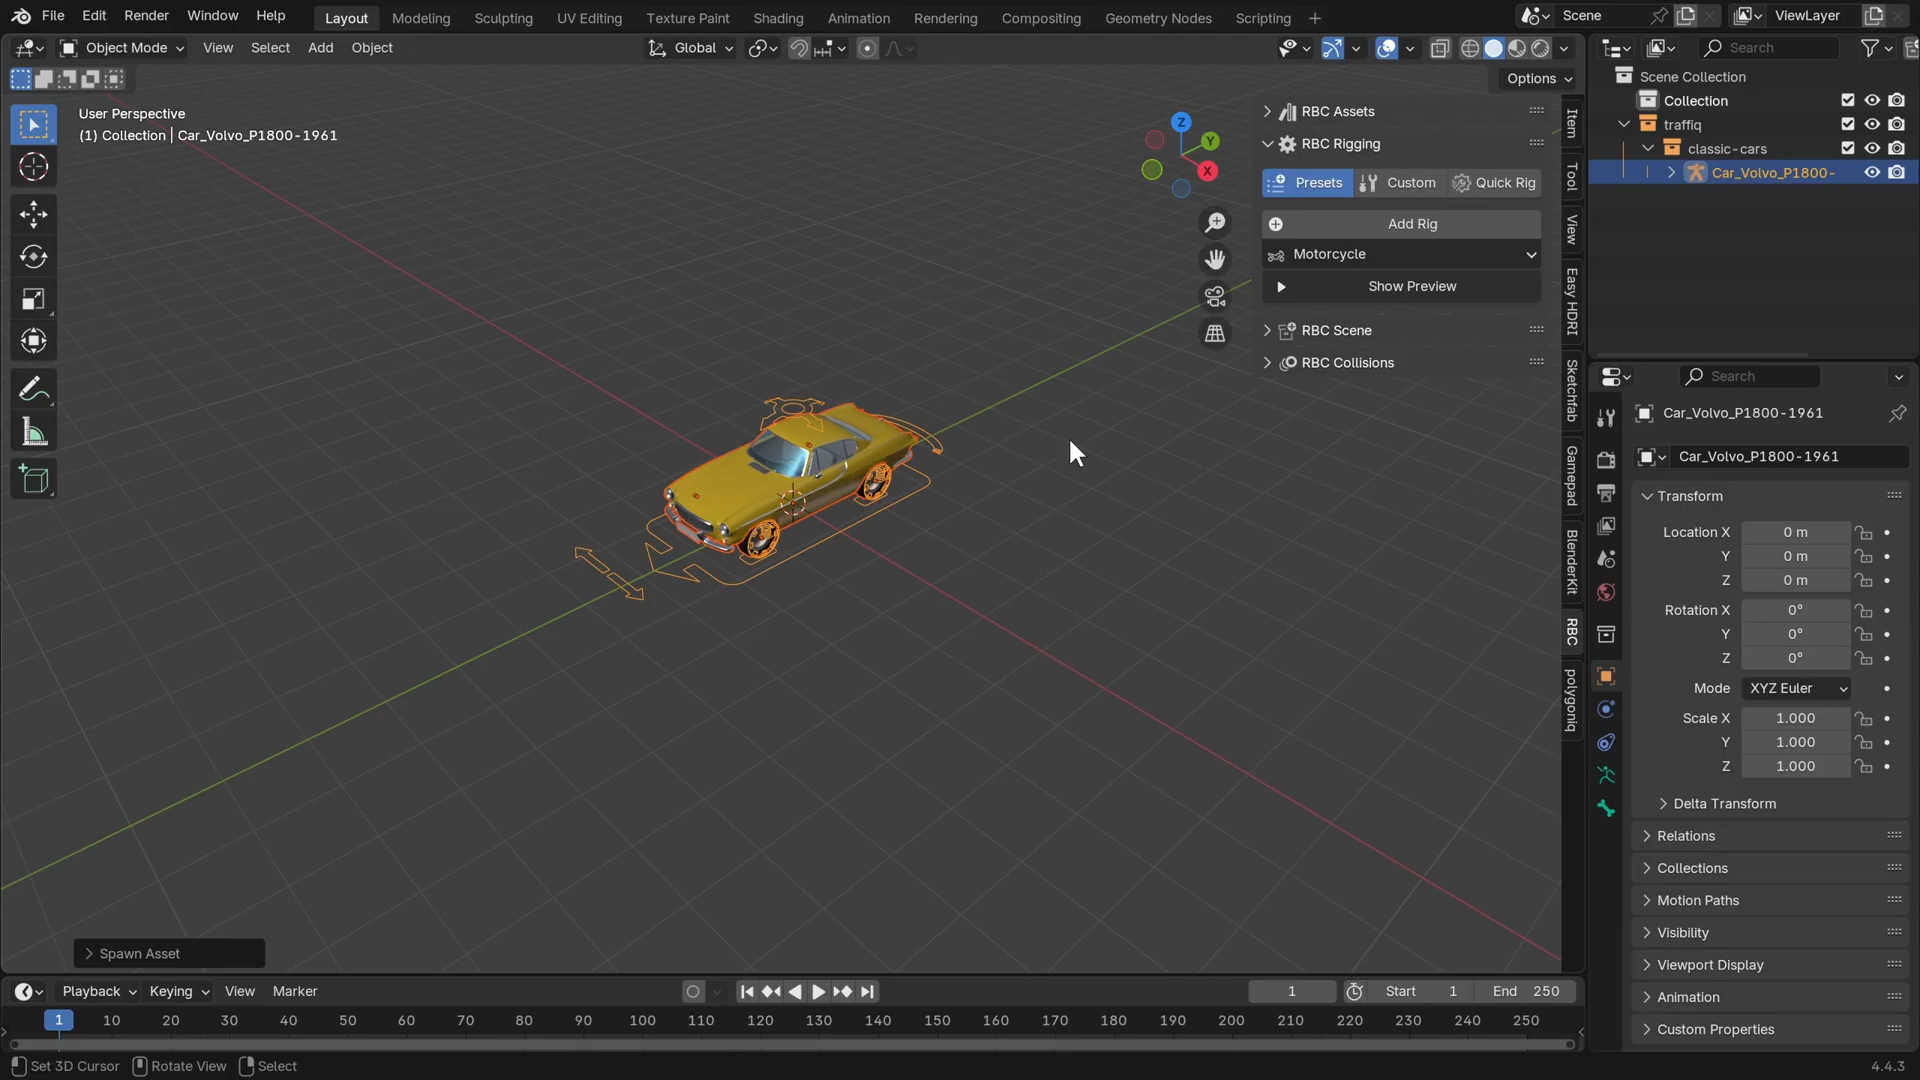 File Edit Render Window Help Layout Modeling Sculpting UV Editing Texture Paint Shading Animation Rendering Compositing Geometry Nodes Scripting + Scene ViewLayer
Object Mode View Select Add Object Global Search
Options
User Perspective
(1) Collection | Car_Volvo_P1800-1961
Z
Y
X
RBC Assets
RBC Rigging
Presets Custom Quick Rig
Add Rig
Motorcycle
Show Preview
RBC Scene
RBC Collisions
Item
Tool
View
Easy HDRI
Sketchfab
Gamepad
BlenderKit
RBC
polygoniq
Scene Collection
Collection
traffiq
classic-cars
Car_Volvo_P1800-
Search
Car_Volvo_P1800-1961
Car_Volvo_P1800-1961
Transform
Location X 0 m
Y 0 m
Z 0 m
Rotation X 0°
Y 0°
Z 0°
Mode XYZ Euler
Scale X 1.000
Y 1.000
Z 1.000
Delta Transform
Relations
Collections
Motion Paths
Visibility
Viewport Display
Animation
Custom Properties
Spawn Asset
Playback Keying View Marker 1 Start 1 End 250
1 10 20 30 40 50 60 70 80 90 100 110 120 130 140 150 160 170 180 190 200 210 220 230 240 250
Set 3D Cursor Rotate View Select 4.4.3